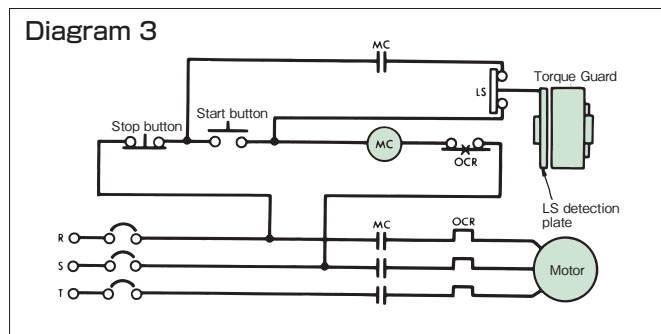 Diagram 3
MC
LS
Torque Guard
Stop button
Start button
MC
OCR
LS detection
plate
MC
OCR
R
S
T
Motor